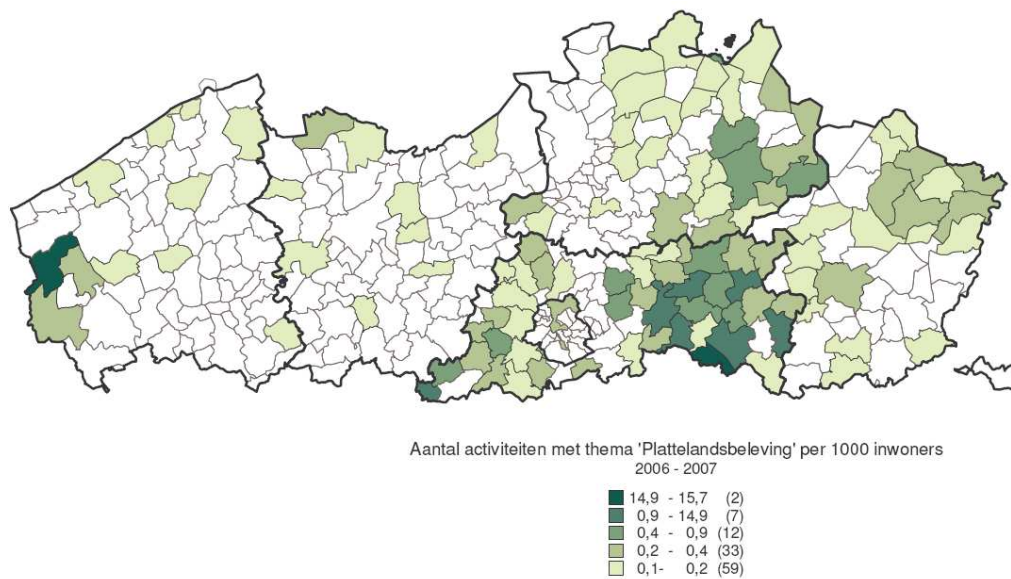 Aantal activiteiten met thema 'Plattelandsbeleving' per 1000 inwoners
2006 - 2007
14,9 - 15,7 (2)
0,9 - 14,9 (7)
0,4 - 0,9 (12)
0,2 - 0,4 (33)
0,1- 0,2 (59)